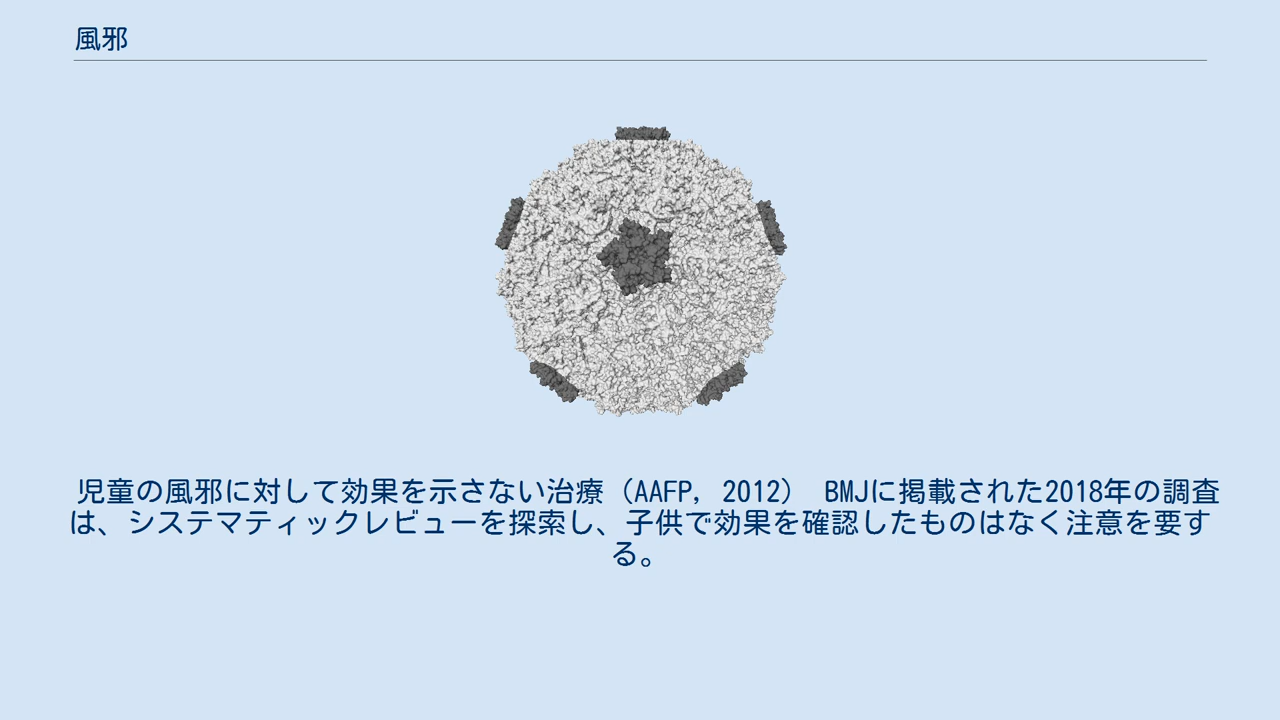 風邪
児童の風邪に対して効果を示さない治療（AAFP, 2012） BMJに掲載された2018年の調査
は、システマティックレビューを探索し、子供で効果を確認したものはなく注意を要す
る。